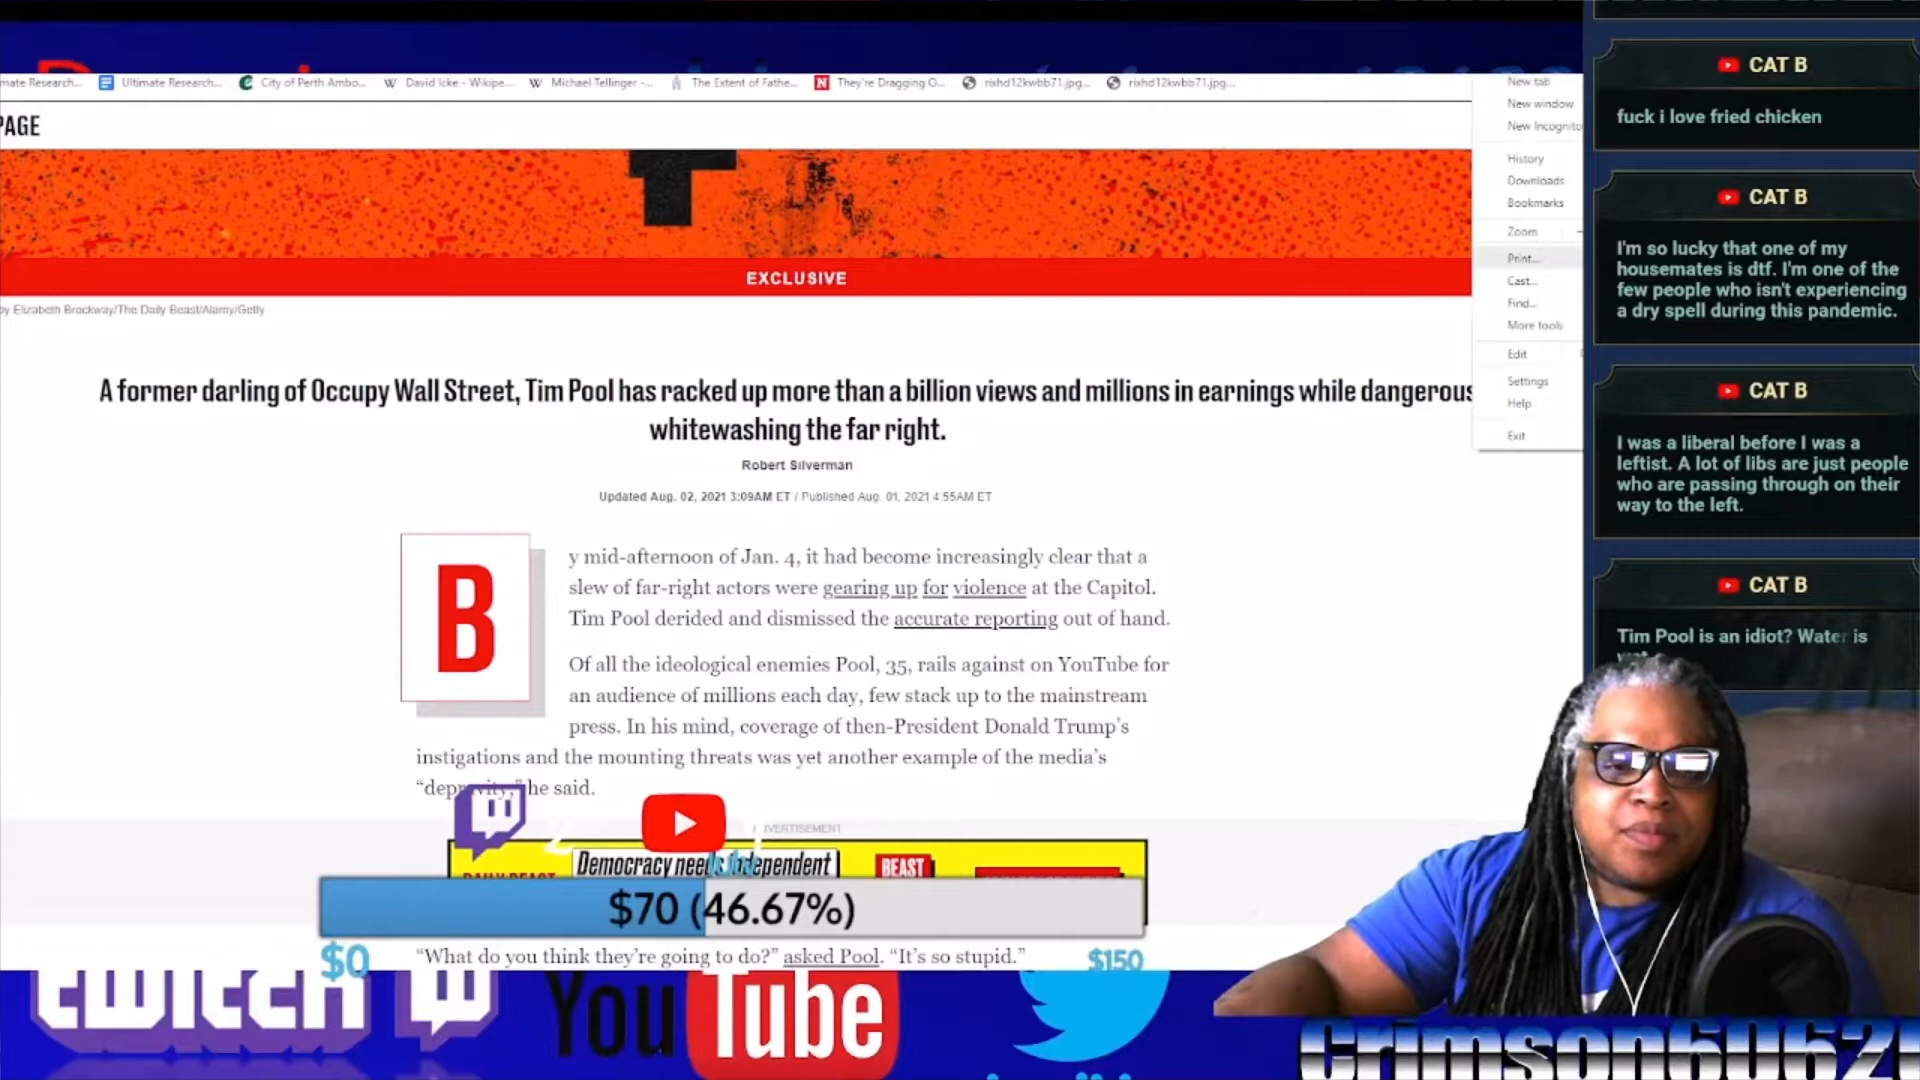 mate Research...
Ultimate Research...
City of Perth Ambo...
David Icke - Wikipe...
Michael Tellinger -...
The Extent of Fathe...
They're Dragging O...
rixhd12kwbb71.jpg...
rixhd12kwbb71.jpg...
PAGE
EXCLUSIVE
by Elizabeth Brockway/The Daily Beast/Alamy/Getty
A former darling of Occupy Wall Street, Tim Pool has racked up more than a billion views and millions in earnings while dangerous
whitewashing the far right.
Robert Silverman
Updated Aug. 02, 2021 3:09AM ET / Published Aug. 01, 2021 4:55AM ET
By mid-afternoon of Jan. 4, it had become increasingly clear that a
slew of far-right actors were gearing up for violence at the Capitol.
Tim Pool derided and dismissed the accurate reporting out of hand.
Of all the ideological enemies Pool, 35, rails against on YouTube for
an audience of millions each day, few stack up to the mainstream
press. In his mind, coverage of then-President Donald Trump's
instigations and the mounting threats was yet another example of the media's
“depravity,” he said.
VERTISEMENT
Democracy needs independent
DAILY BEAST
BEAST
$70 (46.67%)
$0
$150
“What do you think they're going to do?” asked Pool. “It's so stupid.”
New tab
New window
New Incognito
History
Downloads
Bookmarks
Zoom
Print...
Cast...
Find...
More tools
Edit
Settings
Help
Exit
CAT B
fuck i love fried chicken
CAT B
I'm so lucky that one of my
housemates is dtf. I'm one of the
few people who isn't experiencing
a dry spell during this pandemic.
CAT B
I was a liberal before I was a
leftist. A lot of libs are just people
who are passing through on their
way to the left.
CAT B
Tim Pool is an idiot? Water is
twitch
YouTube
Crimson60620